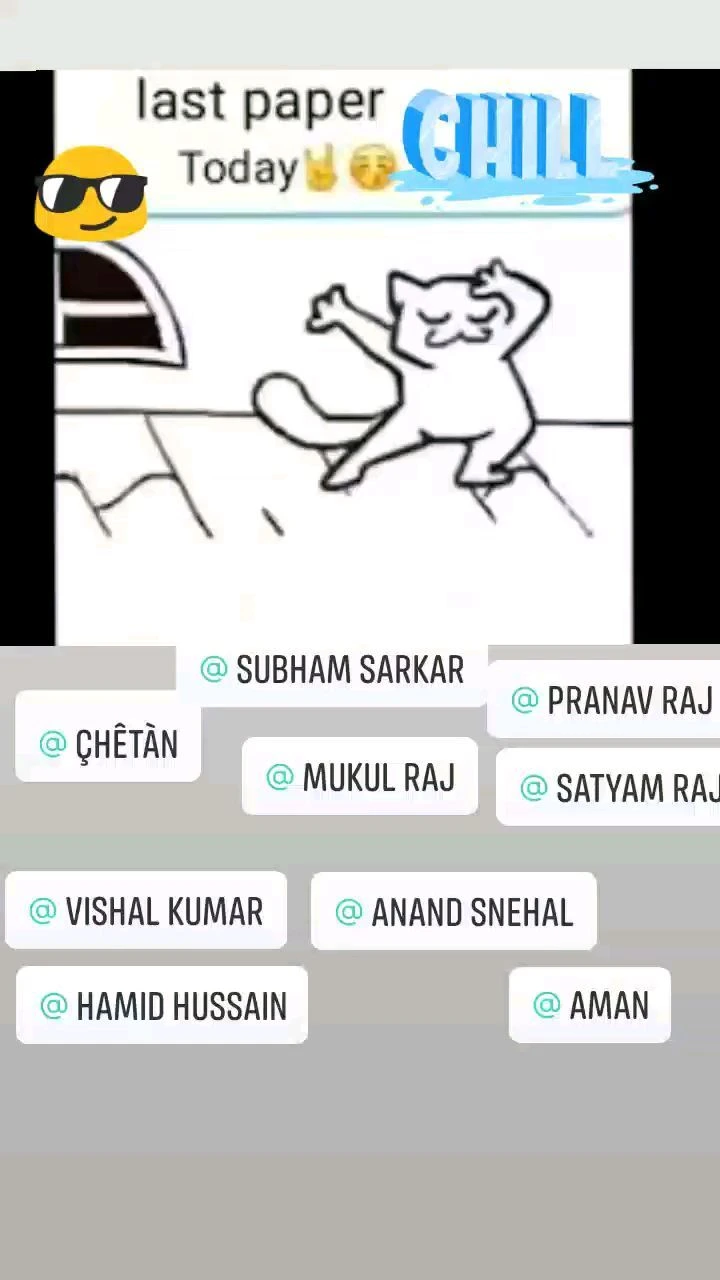 last paper
CHILL
Today🤘😚
@ SUBHAM SARKAR
@ PRANAV RAJ
@ ÇHÊTÀN
@ MUKUL RAJ
@ SATYAM RAJ
@ VISHAL KUMAR
@ ANAND SNEHAL
@ HAMID HUSSAIN
@ AMAN